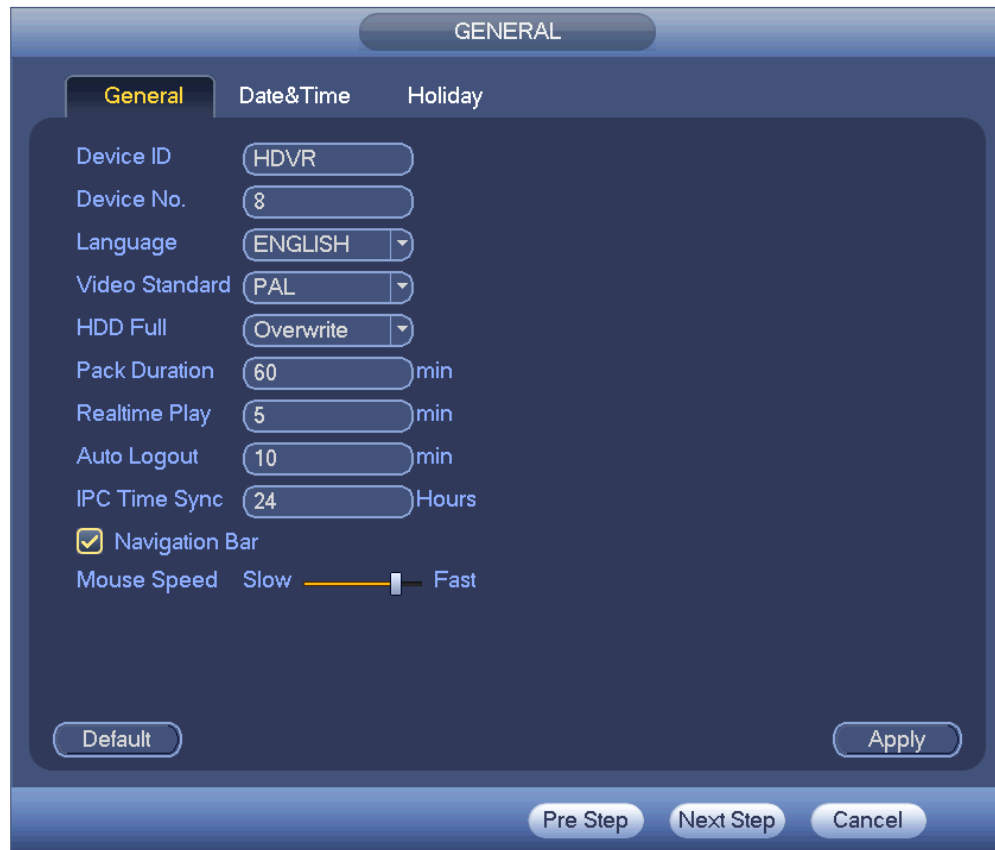 GENERAL
General Date&Time Holiday
Device ID HDVR
Device No. 8
Language ENGLISH
Video Standard PAL
HDD Full Overwrite
Pack Duration 60 min
Realtime Play 5 min
Auto Logout 10 min
IPC Time Sync 24 Hours
Navigation Bar
Mouse Speed Slow Fast
Default Apply
Pre Step Next Step Cancel